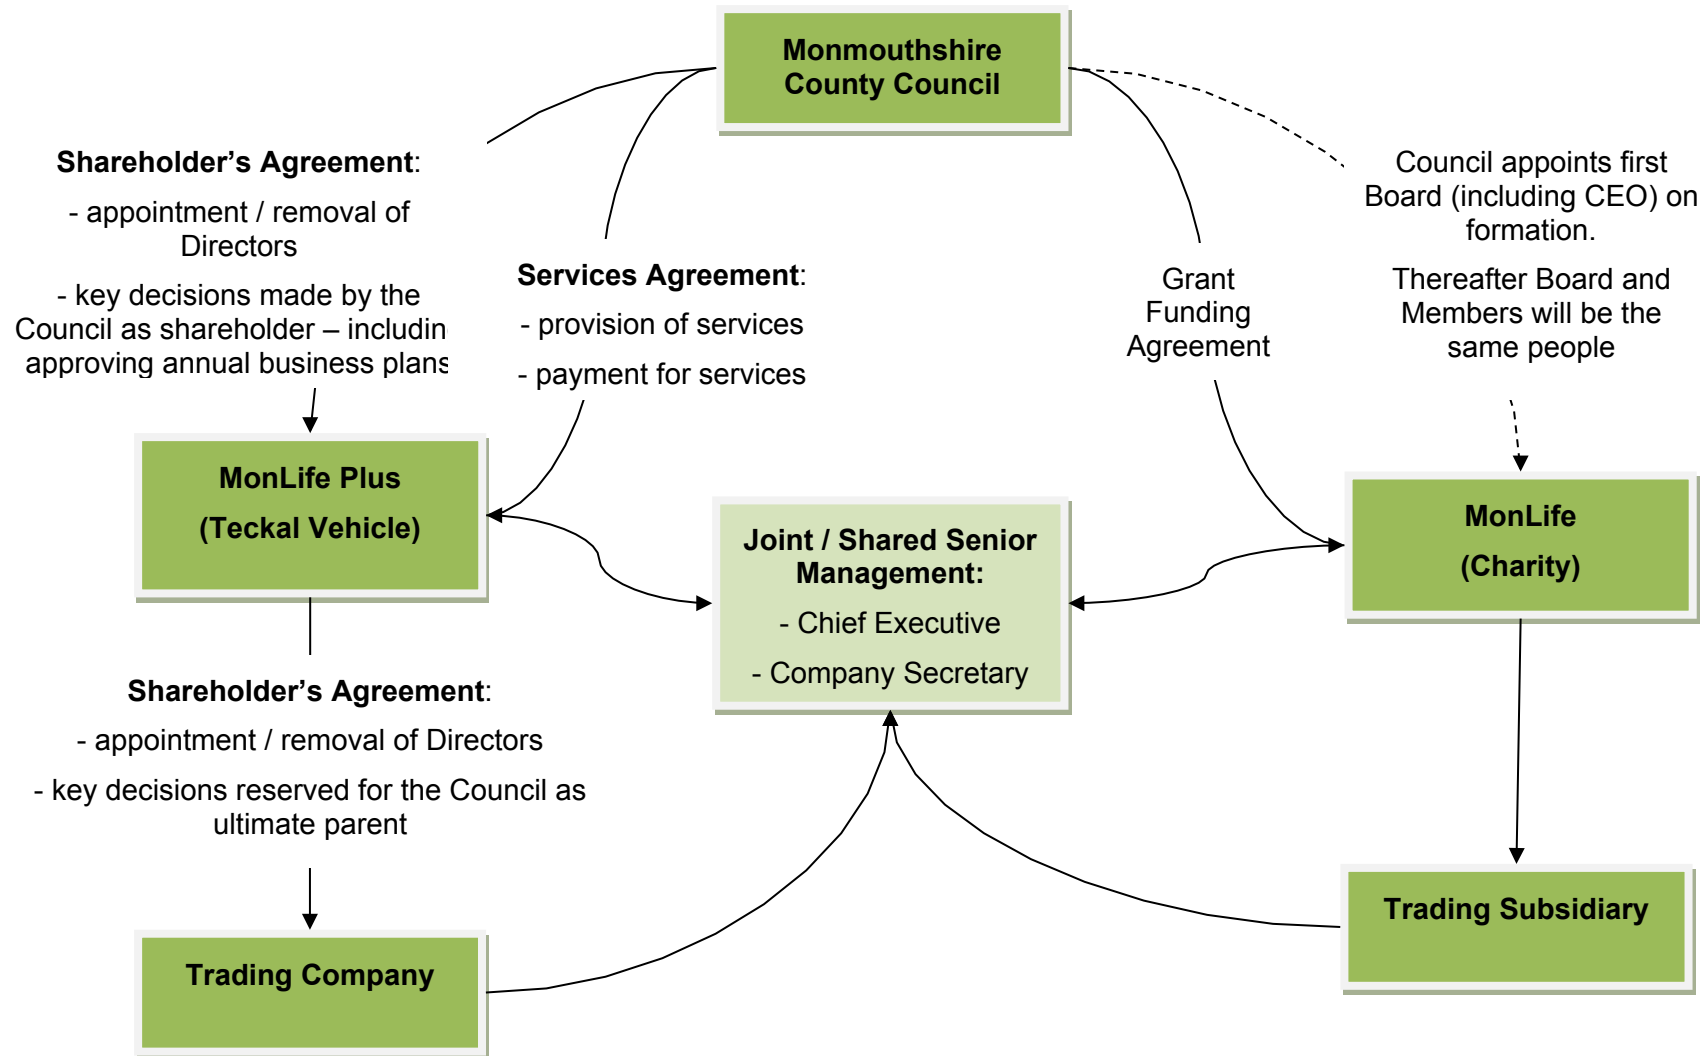 Monmouthshire
County Council
Shareholder’s Agreement:
- appointment / removal of
Directors
- key decisions made by the
Council as shareholder – includin
approving annual business plans
Services Agreement:
- provision of services
- payment for services
Grant
Funding
Agreement
Council appoints first
Board (including CEO) on
formation.
Thereafter Board and
Members will be the
same people
MonLife Plus
(Teckal Vehicle)
Joint / Shared Senior
Management:
- Chief Executive
- Company Secretary
MonLife
(Charity)
Shareholder’s Agreement:
- appointment / removal of Directors
- key decisions reserved for the Council as
ultimate parent
Trading Company
Trading Subsidiary